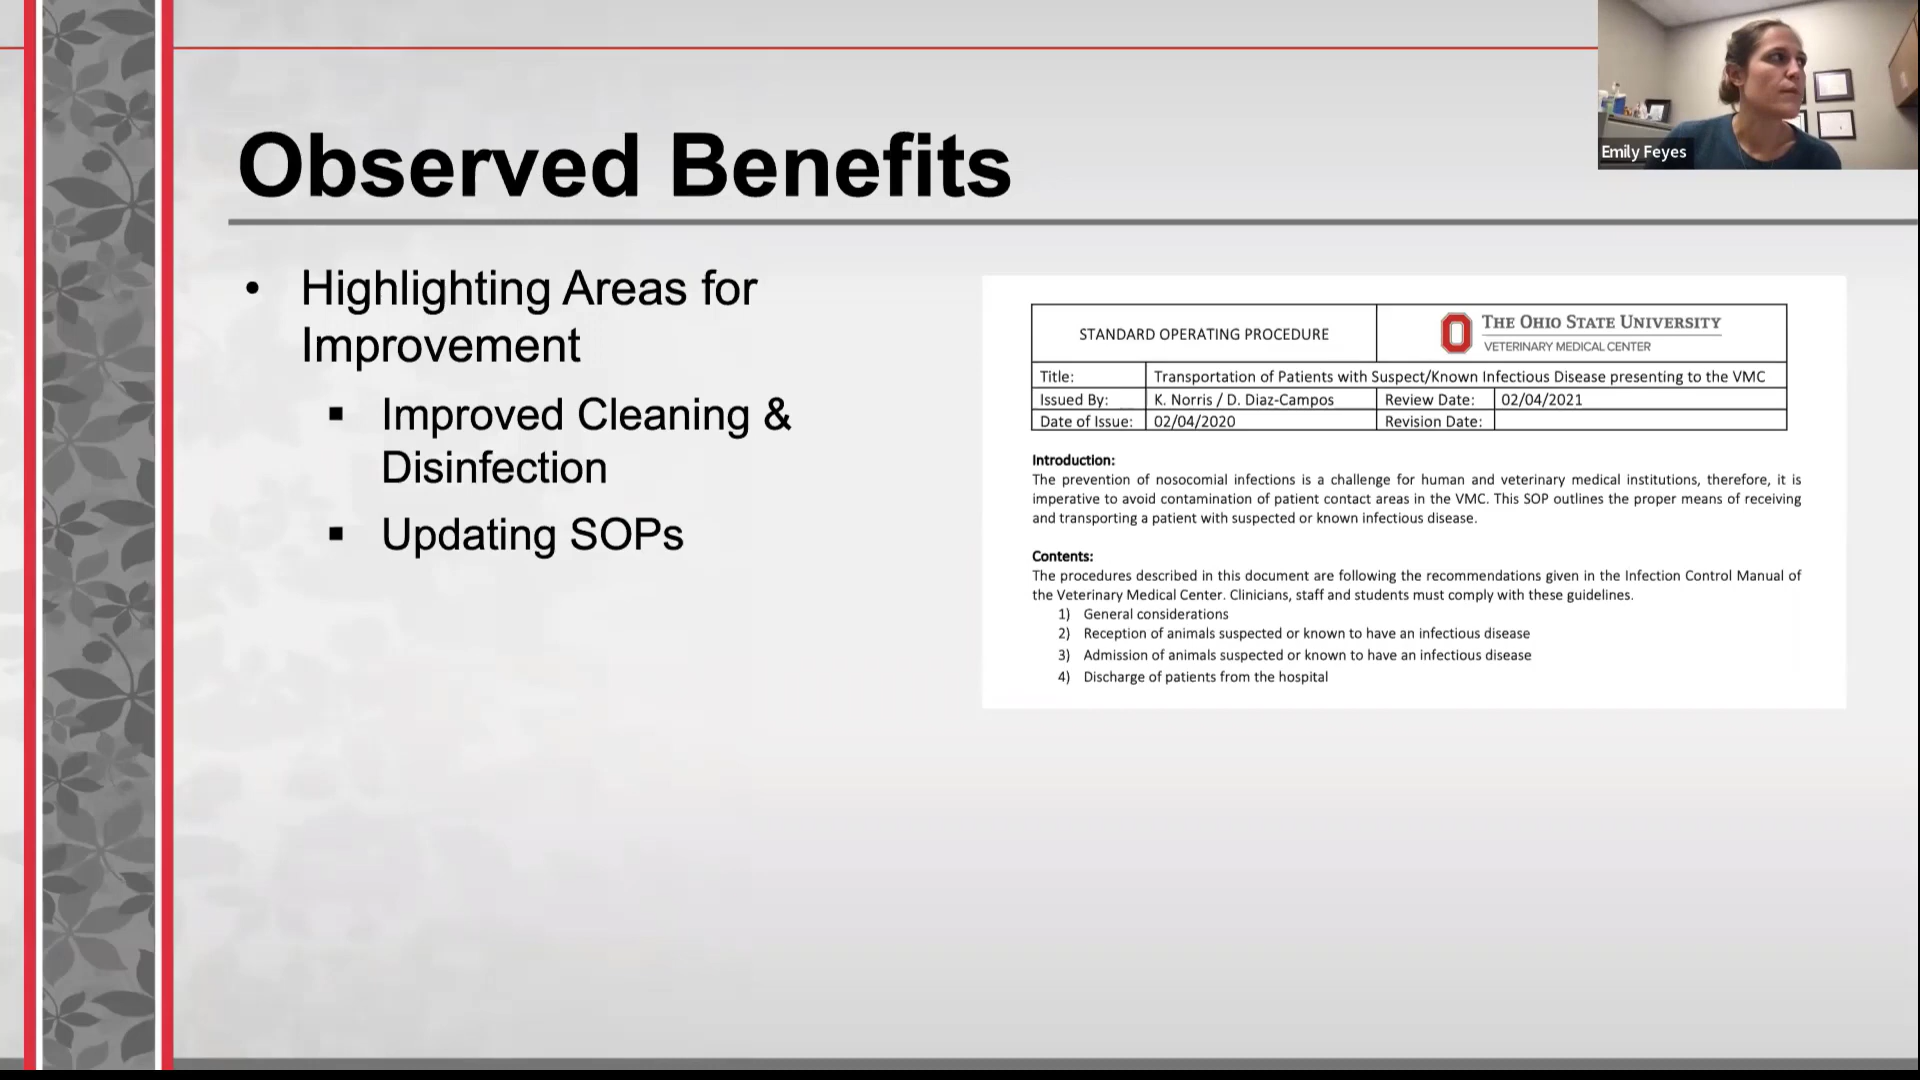 Observed Benefits
Emily Feyes
• Highlighting Areas for
Improvement
▪ Improved Cleaning &
Disinfection
▪ Updating SOPs
STANDARD OPERATING PROCEDURE
THE OHIO STATE UNIVERSITY
VETERINARY MEDICAL CENTER
Title: Transportation of Patients with Suspect/Known Infectious Disease presenting to the VMC
Issued By: K. Norris / D. Diaz-Campos Review Date: 02/04/2021
Date of Issue: 02/04/2020 Revision Date:
Introduction:
The prevention of nosocomial infections is a challenge for human and veterinary medical institutions, therefore, it is
imperative to avoid contamination of patient contact areas in the VMC. This SOP outlines the proper means of receiving
and transporting a patient with suspected or known infectious disease.
Contents:
The procedures described in this document are following the recommendations given in the Infection Control Manual of
the Veterinary Medical Center. Clinicians, staff and students must comply with these guidelines.
1) General considerations
2) Reception of animals suspected or known to have an infectious disease
3) Admission of animals suspected or known to have an infectious disease
4) Discharge of patients from the hospital